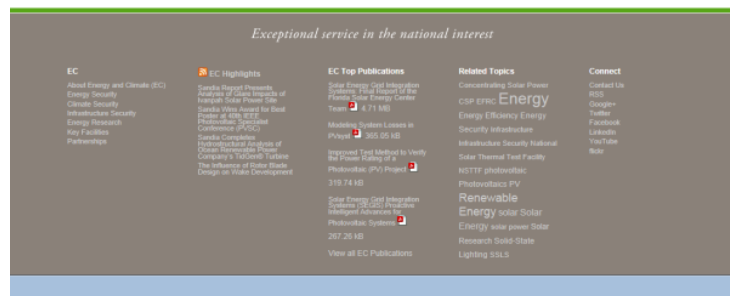 Exceptional service in the national interest
EC
About Energy and Climate (EC)
Energy Security
Climate Security
Infrastructure Security
Energy Research
Key Facilities
Partnerships
EC Highlights
Sandia Report Presents
Analysis of Glare Impacts of
Ivanpah Solar Power Site
Sandia Wins Award for Best
Poster at 40th IEEE
Photovoltaic Specialist
Conference (PVSC)
Sandia Completes
Hydrostructural Analysis of
Ocean Renewable Power
Company's TidGen® Turbine
The Influence of Rotor Blade
Design on Wake Development
EC Top Publications
Solar Energy Grid Integration
Systems: Final Report of the
Florida Solar Energy Center
Team 4.71 MB
Modeling System Losses in
PVsyst 365.05 kB
Improved Test Method to Verify
the Power Rating of a
Photovoltaic (PV) Project
319.74 kB
Solar Energy Grid Integration
Systems (SEGIS) Proactive
Intelligent Advances for
Photovoltaic Systems
267.26 kB
View all EC Publications
Related Topics
Concentrating Solar Power
CSP EFRC Energy
Energy Efficiency Energy
Security Infrastructure
Infrastructure Security National
Solar Thermal Test Facility
NSTTF photovoltaic
Photovoltaics PV
Renewable
Energy solar Solar
Energy solar power Solar
Research Solid-State
Lighting SSLS
Connect
Contact Us
RSS
Google+
Twitter
Facebook
LinkedIn
YouTube
flickr